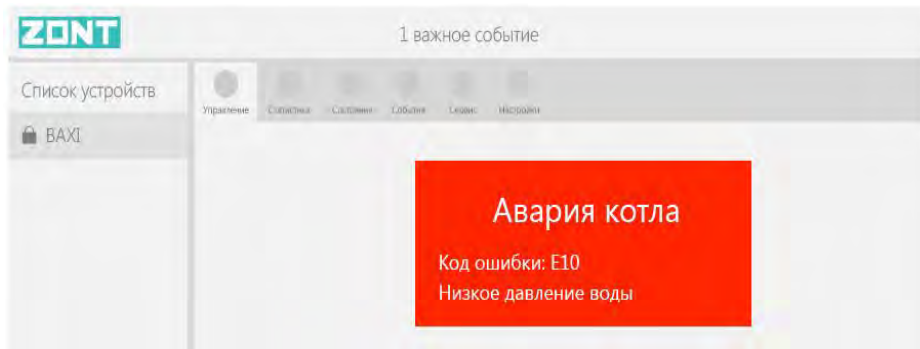 ZONT
1 важное событие
Список устройств
Управление Статистика Состояние События Сервис Настройки
BAXI
Авария котла
Код ошибки: E10
Низкое давление воды